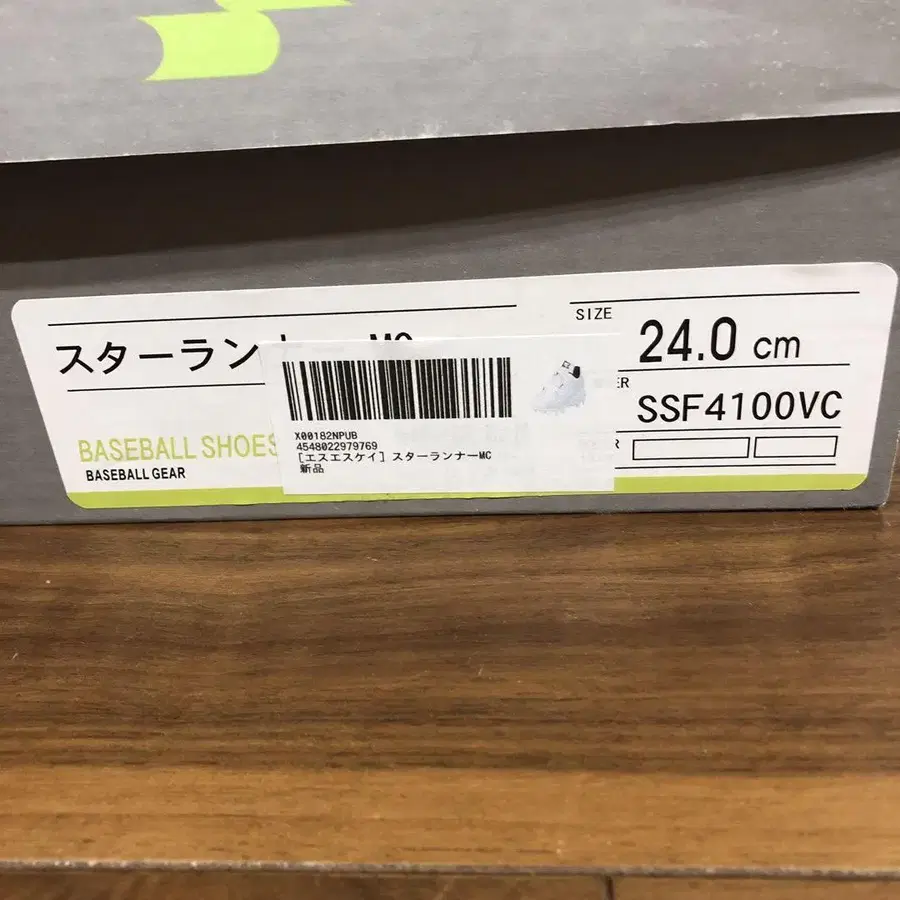 スターラン
BASEBALL SHOES
BASEBALL GEAR
X00182NPUB
4548022979769
[エスエスケイ] スターランナーMC
新品
SIZE
24.0 cm
SSF4100VC